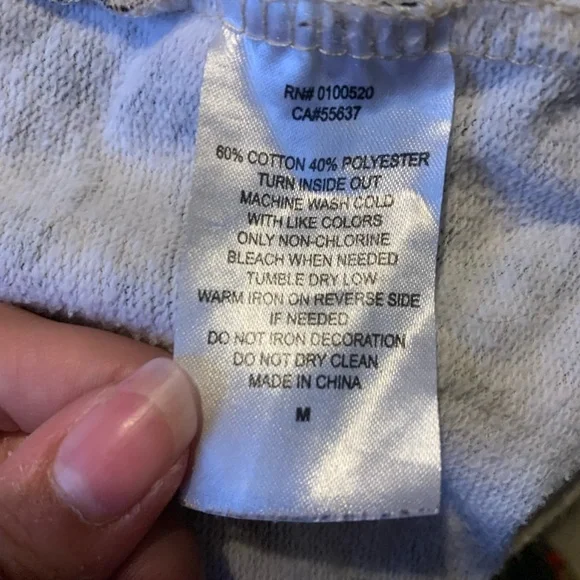 RN# 0100520
CA#55637
60% COTTON 40% POLYESTER
TURN INSIDE OUT
MACHINE WASH COLD
WITH LIKE COLORS
ONLY NON-CHLORINE
BLEACH WHEN NEEDED
TUMBLE DRY LOW
WARM IRON ON REVERSE SIDE
IF NEEDED
DO NOT IRON DECORATION
DO NOT DRY CLEAN
MADE IN CHINA
M